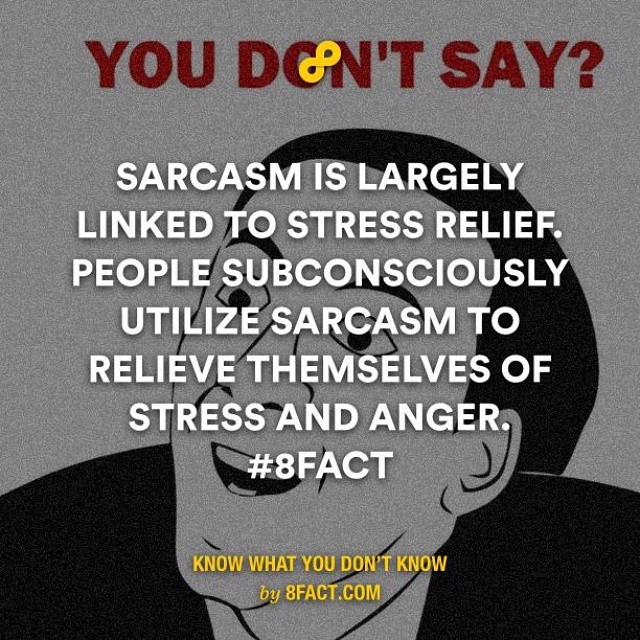 YOU DON'T SAY?
SARCASM IS LARGELY
LINKED TO STRESS RELIEF.
PEOPLE SUBCONSCIOUSLY
UTILIZE SARCASM TO
RELIEVE THEMSELVES OF
STRESS AND ANGER.
#8FACT
KNOW WHAT YOU DON'T KNOW
by 8FACT.COM